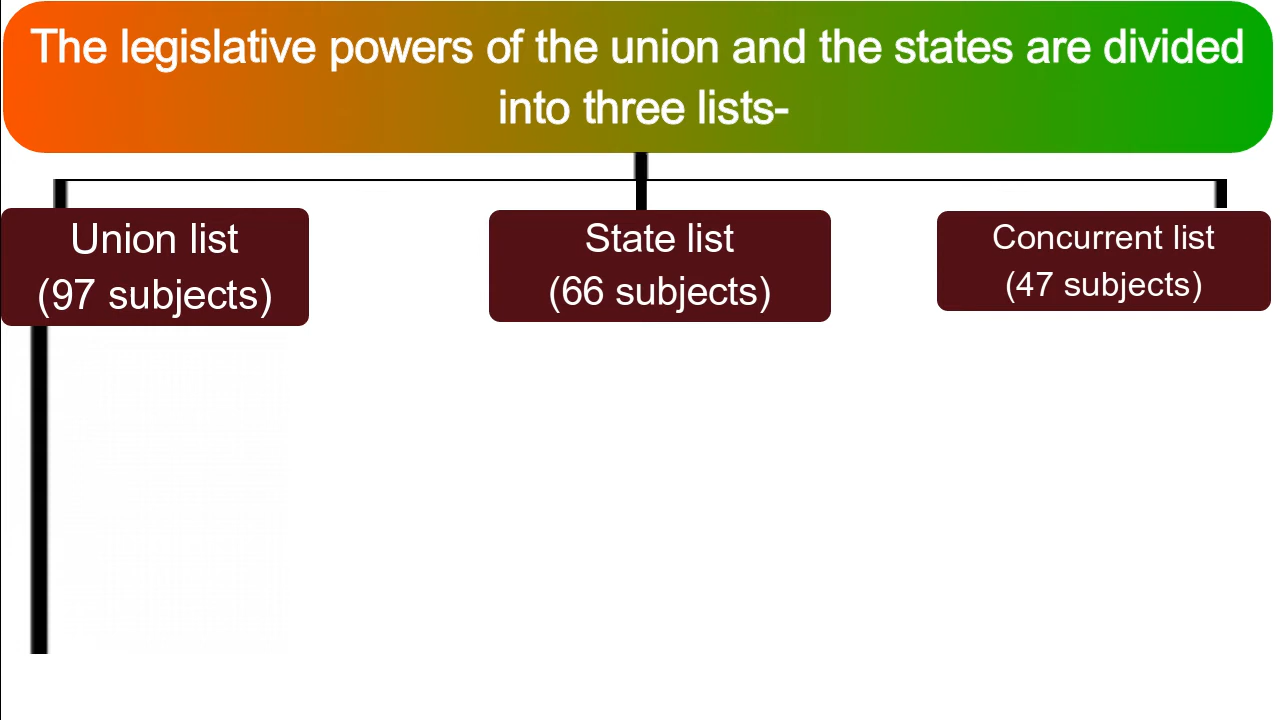 The legislative powers of the union and the states are divided
into three lists-
Union list
(97 subjects)
State list
(66 subjects)
Concurrent list
(47 subjects)